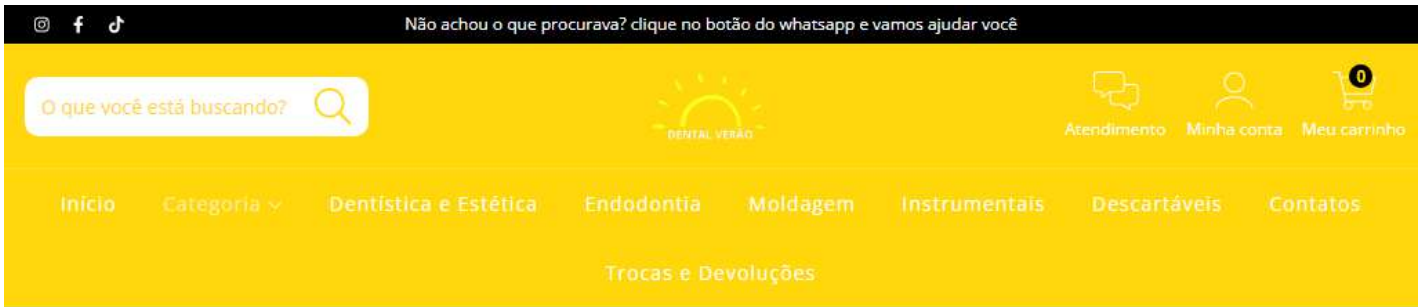 Não achou o que procurava? clique no botão do whatsapp e vamos ajudar você
O que você está buscando?
DENTAL VERÃO
0
Atendimento Minha conta Meu carrinho
Início Categoria Dentística e Estética Endodontia Moldagem Instrumentais Descartáveis Contatos
Trocas e Devoluções